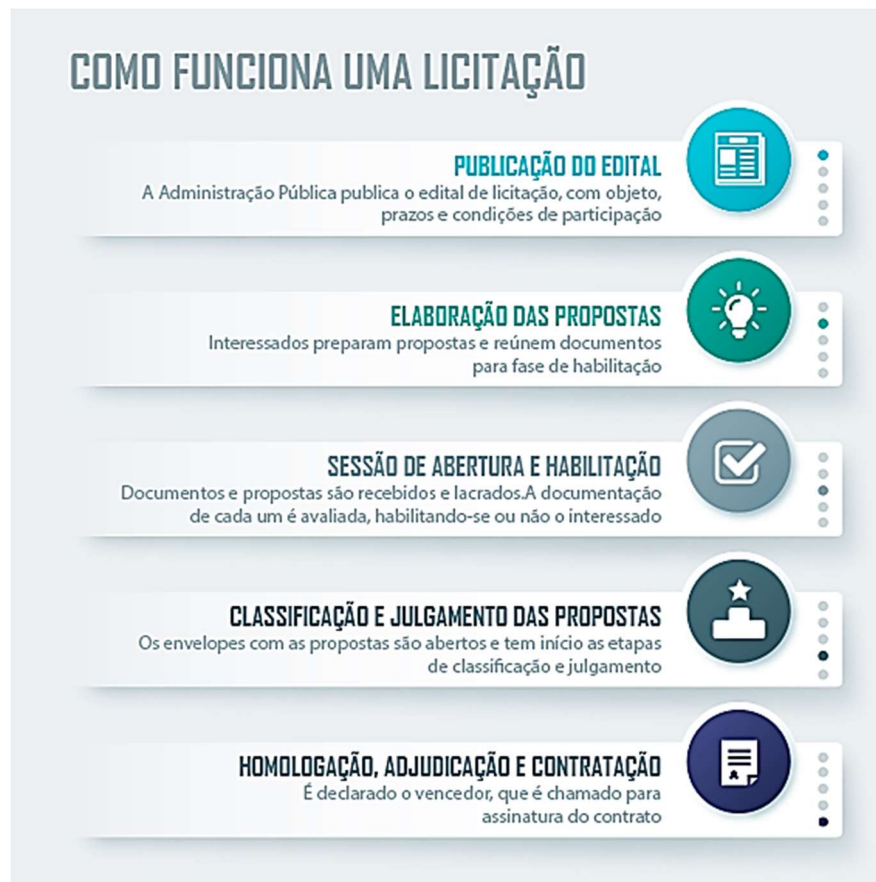 COMO FUNCIONA UMA LICITAÇÃO
PUBLICAÇÃO DO EDITAL
A Administração Pública publica o edital de licitação, com objeto,
prazos e condições de participação
ELABORAÇÃO DAS PROPOSTAS
Interessados preparam propostas e reúnem documentos
para fase de habilitação
SESSÃO DE ABERTURA E HABILITAÇÃO
Documentos e propostas são recebidos e lacrados.A documentação
de cada um é avaliada, habilitando-se ou não o interessado
CLASSIFICAÇÃO E JULGAMENTO DAS PROPOSTAS
Os envelopes com as propostas são abertos e tem início as etapas
de classificação e julgamento
HOMOLOGAÇÃO, ADJUDICAÇÃO E CONTRATAÇÃO
É declarado o vencedor, que é chamado para
assinatura do contrato